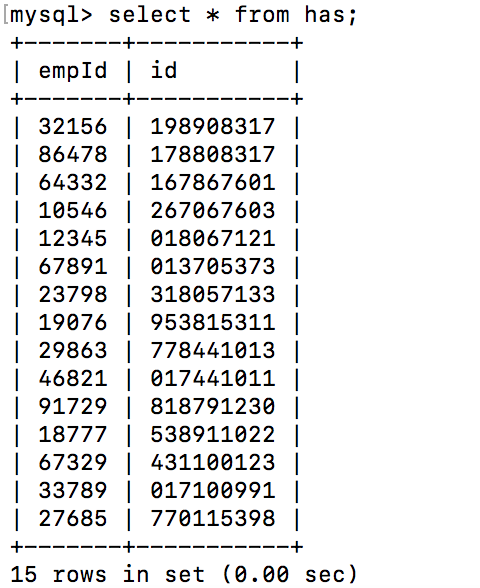 [mysql> select * from has;
+--------+-------------+
| empId | id |
+--------+-------------+
| 32156 | 198908317 |
| 86478 | 178808317 |
| 64332 | 167867601 |
| 10546 | 267067603 |
| 12345 | 018067121 |
| 67891 | 013705373 |
| 23798 | 318057133 |
| 19076 | 953815311 |
| 29863 | 778441013 |
| 46821 | 017441011 |
| 91729 | 818791230 |
| 18777 | 538911022 |
| 67329 | 431100123 |
| 33789 | 017100991 |
| 27685 | 770115398 |
+--------+-------------+
15 rows in set (0.00 sec)